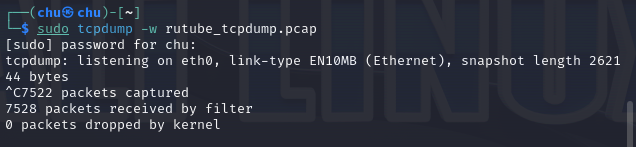 ┌──(chu㉿chu)-[~]
└─$ sudo tcpdump -w rutube_tcpdump.pcap
[sudo] password for chu:
tcpdump: listening on eth0, link-type EN10MB (Ethernet), snapshot length 2621
44 bytes
^C7522 packets captured
7528 packets received by filter
0 packets dropped by kernel